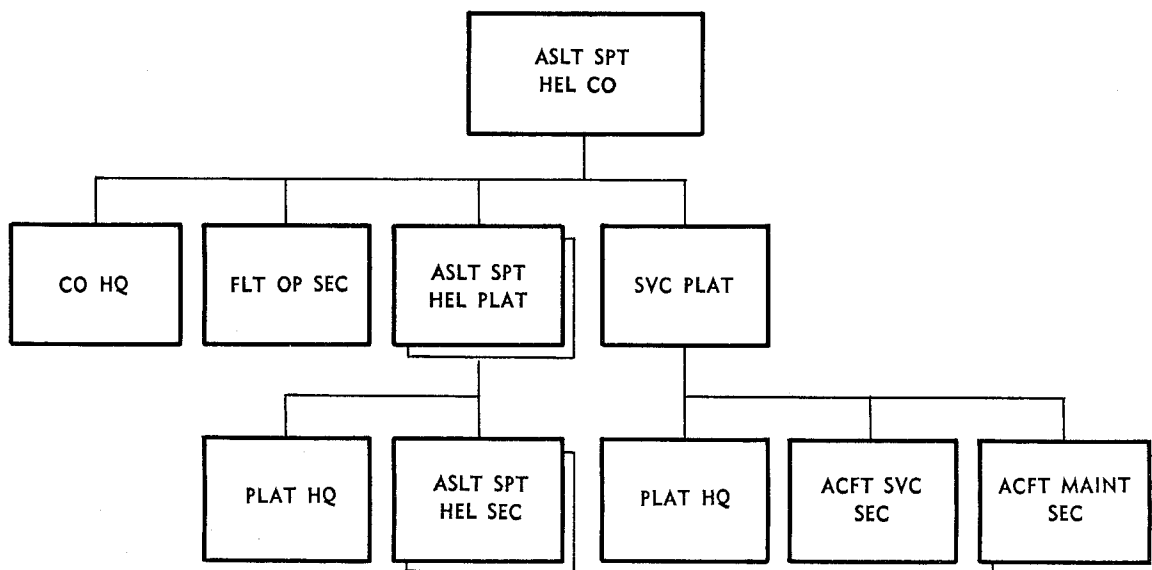 ASLT SPT
HEL CO
CO HQ
FLT OP SEC
ASLT SPT
HEL PLAT
SVC PLAT
PLAT HQ
ASLT SPT
HEL SEC
PLAT HQ
ACFT SVC
SEC
ACFT MAINT
SEC